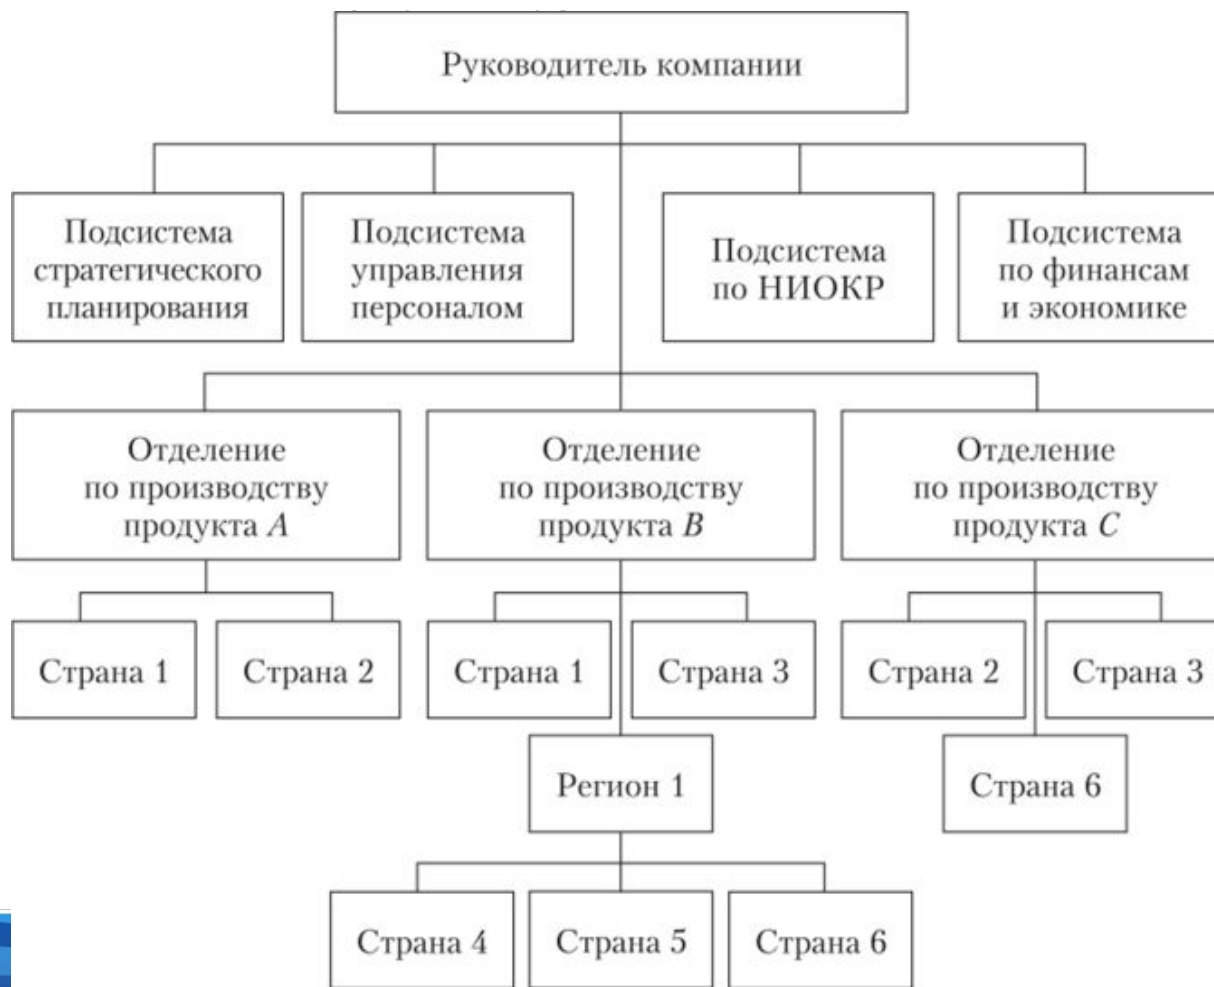 Руководитель компании
Подсистема
стратегического
планирования
Подсистема
управления
персоналом
Подсистема
по НИОКР
Подсистема
по финансам
и экономике
Отделение
по производству
продукта A
Отделение
по производству
продукта B
Отделение
по производству
продукта C
Страна 1
Страна 2
Страна 1
Страна 3
Страна 2
Страна 3
Регион 1
Страна 6
Страна 4
Страна 5
Страна 6